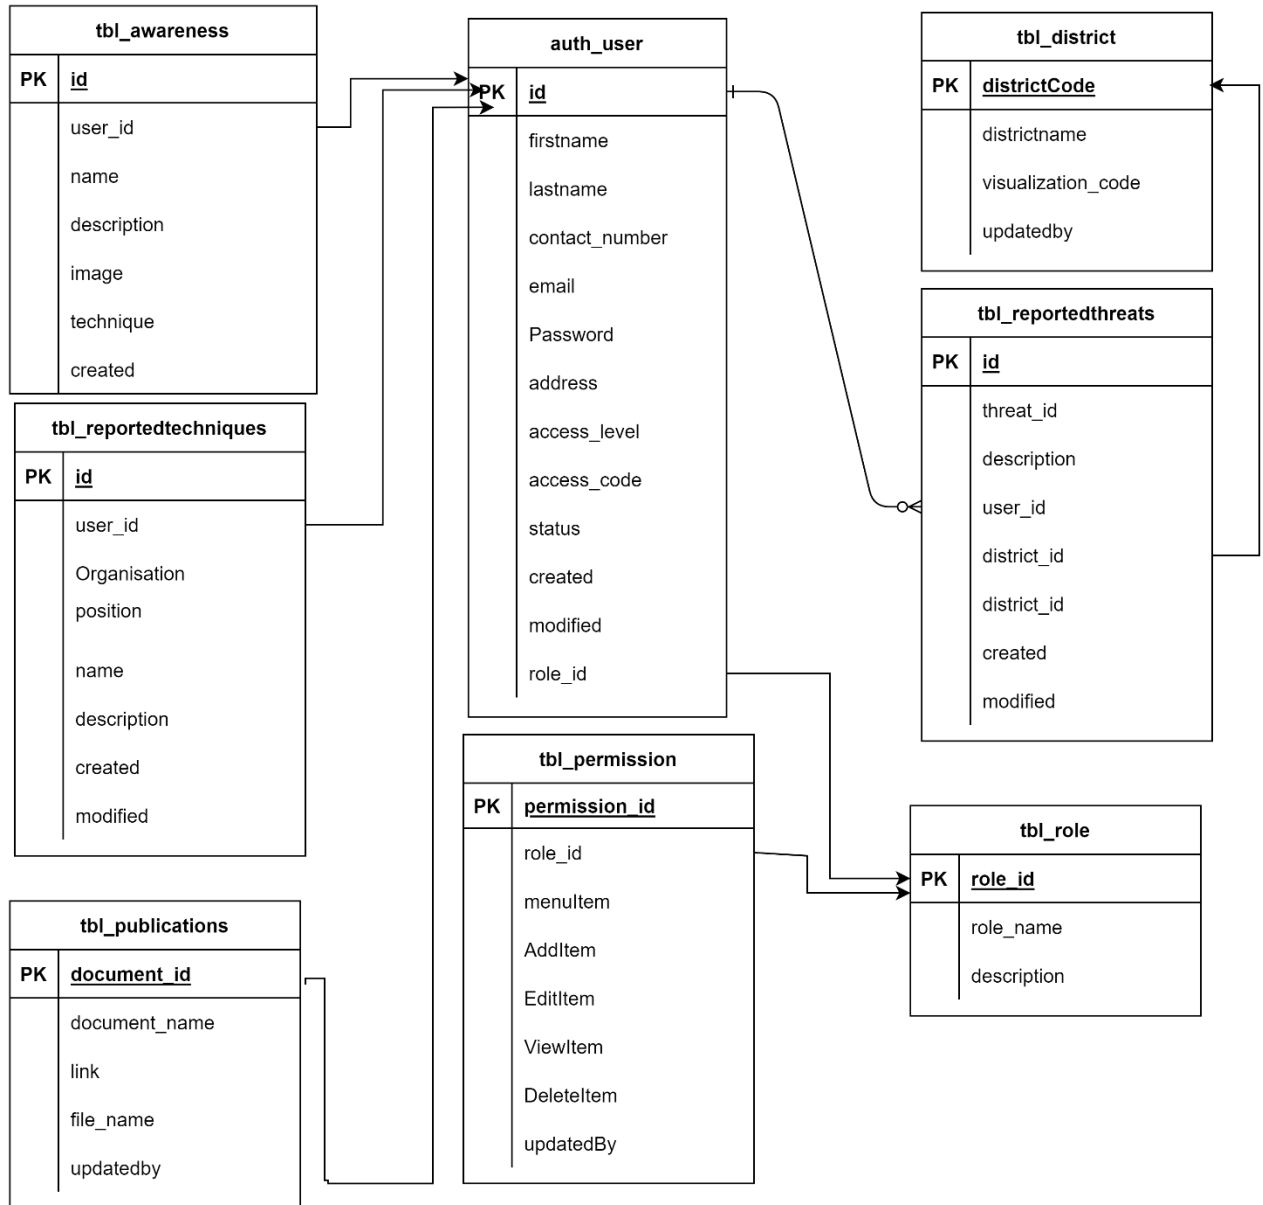 tbl_awareness
PK id
user_id
name
description
image
technique
created
tbl_reportedtechniques
PK id
user_id
Organisation
position
name
description
created
modified
tbl_publications
PK document_id
document_name
link
file_name
updatedby
auth_user
PK id
firstname
lastname
contact_number
email
Password
address
access_level
access_code
status
created
modified
role_id
tbl_permission
PK permission_id
role_id
menuItem
AddItem
EditItem
ViewItem
DeleteItem
updatedBy
tbl_district
PK districtCode
districtname
visualization_code
updatedby
tbl_reportedthreats
PK id
threat_id
description
user_id
district_id
district_id
created
modified
tbl_role
PK role_id
role_name
description